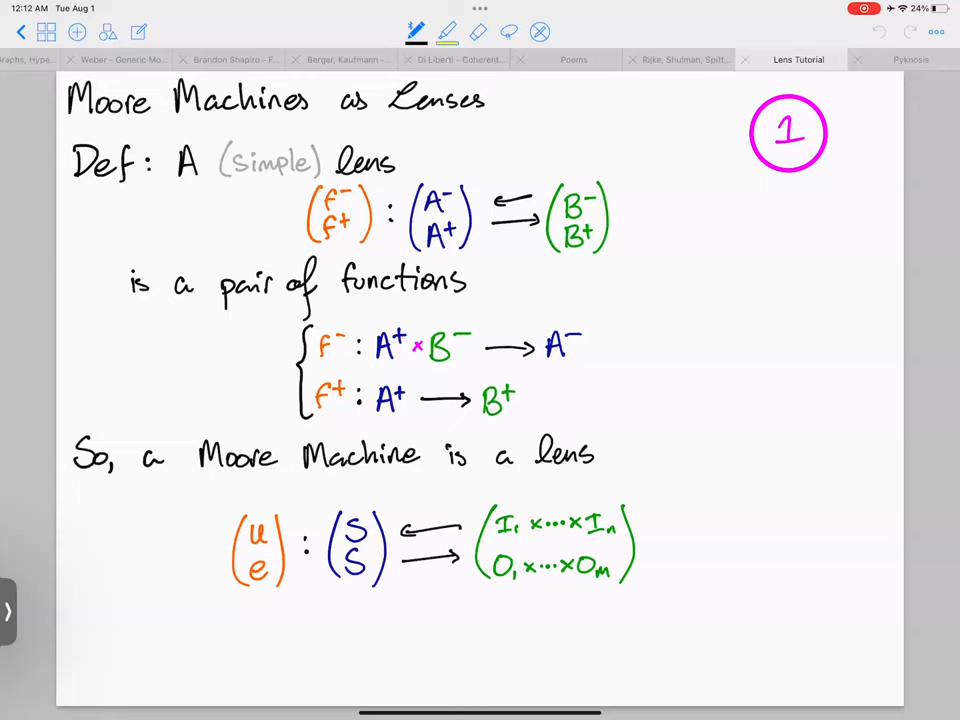 12:12 AM Tue Aug 1
24%
Graphs, Hype...
Weber - Generic Mo...
Brandon Shapiro - F...
Berger, Kaufmann -...
Di Liberti - Coherent...
Poems
Rijke, Shulman, Spitt...
Lens Tutorial
Pyknosis
Moore Machines as Lenses
1
Def: A (simple) lens
(f⁻ f⁺) : (A⁻ A⁺) ⇆ (B⁻ B⁺)
is a pair of functions
f⁻ : A⁺ × B⁻ → A⁻
f⁺ : A⁺ → B⁺
So, a Moore Machine is a lens
(u e) : (S S) ⇆ (I₁ ×···× Iₙ O₁ ×···× Oₘ)